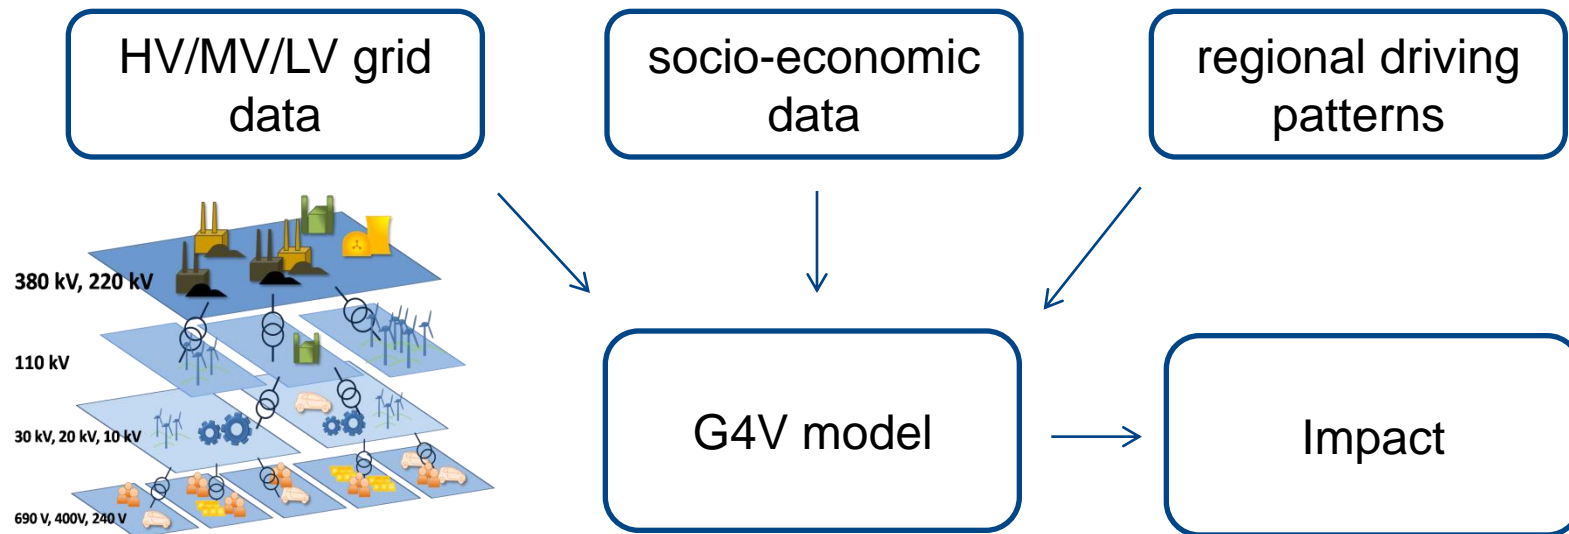 HV/MV/LV grid
data
socio-economic
data
regional driving
patterns
380 kV, 220 kV
110 kV
30 kV, 20 kV, 10 kV
690 V, 400V, 240 V
G4V model
Impact